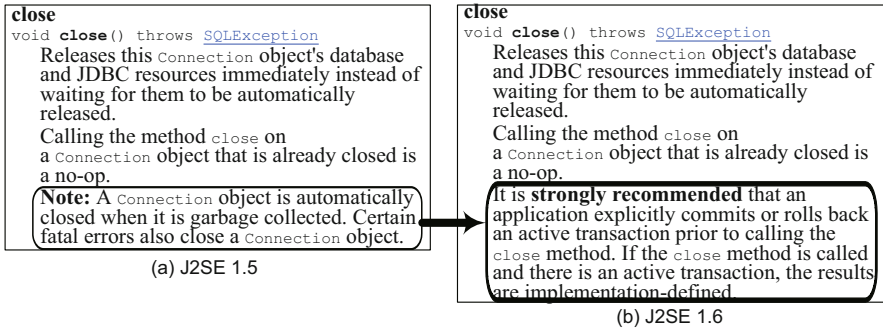 close
void close() throws SQLException
Releases this Connection object's database
and JDBC resources immediately instead of
waiting for them to be automatically
released.
Calling the method close on
a Connection object that is already closed is
a no-op.
Note: A Connection object is automatically
closed when it is garbage collected. Certain
fatal errors also close a Connection object.
(a) J2SE 1.5
close
void close() throws SQLException
Releases this Connection object's database
and JDBC resources immediately instead of
waiting for them to be automatically
released.
Calling the method close on
a Connection object that is already closed is
a no-op.
It is strongly recommended that an
application explicitly commits or rolls back
an active transaction prior to calling the
close method. If the close method is called
and there is an active transaction, the results
are implementation-defined.
(b) J2SE 1.6